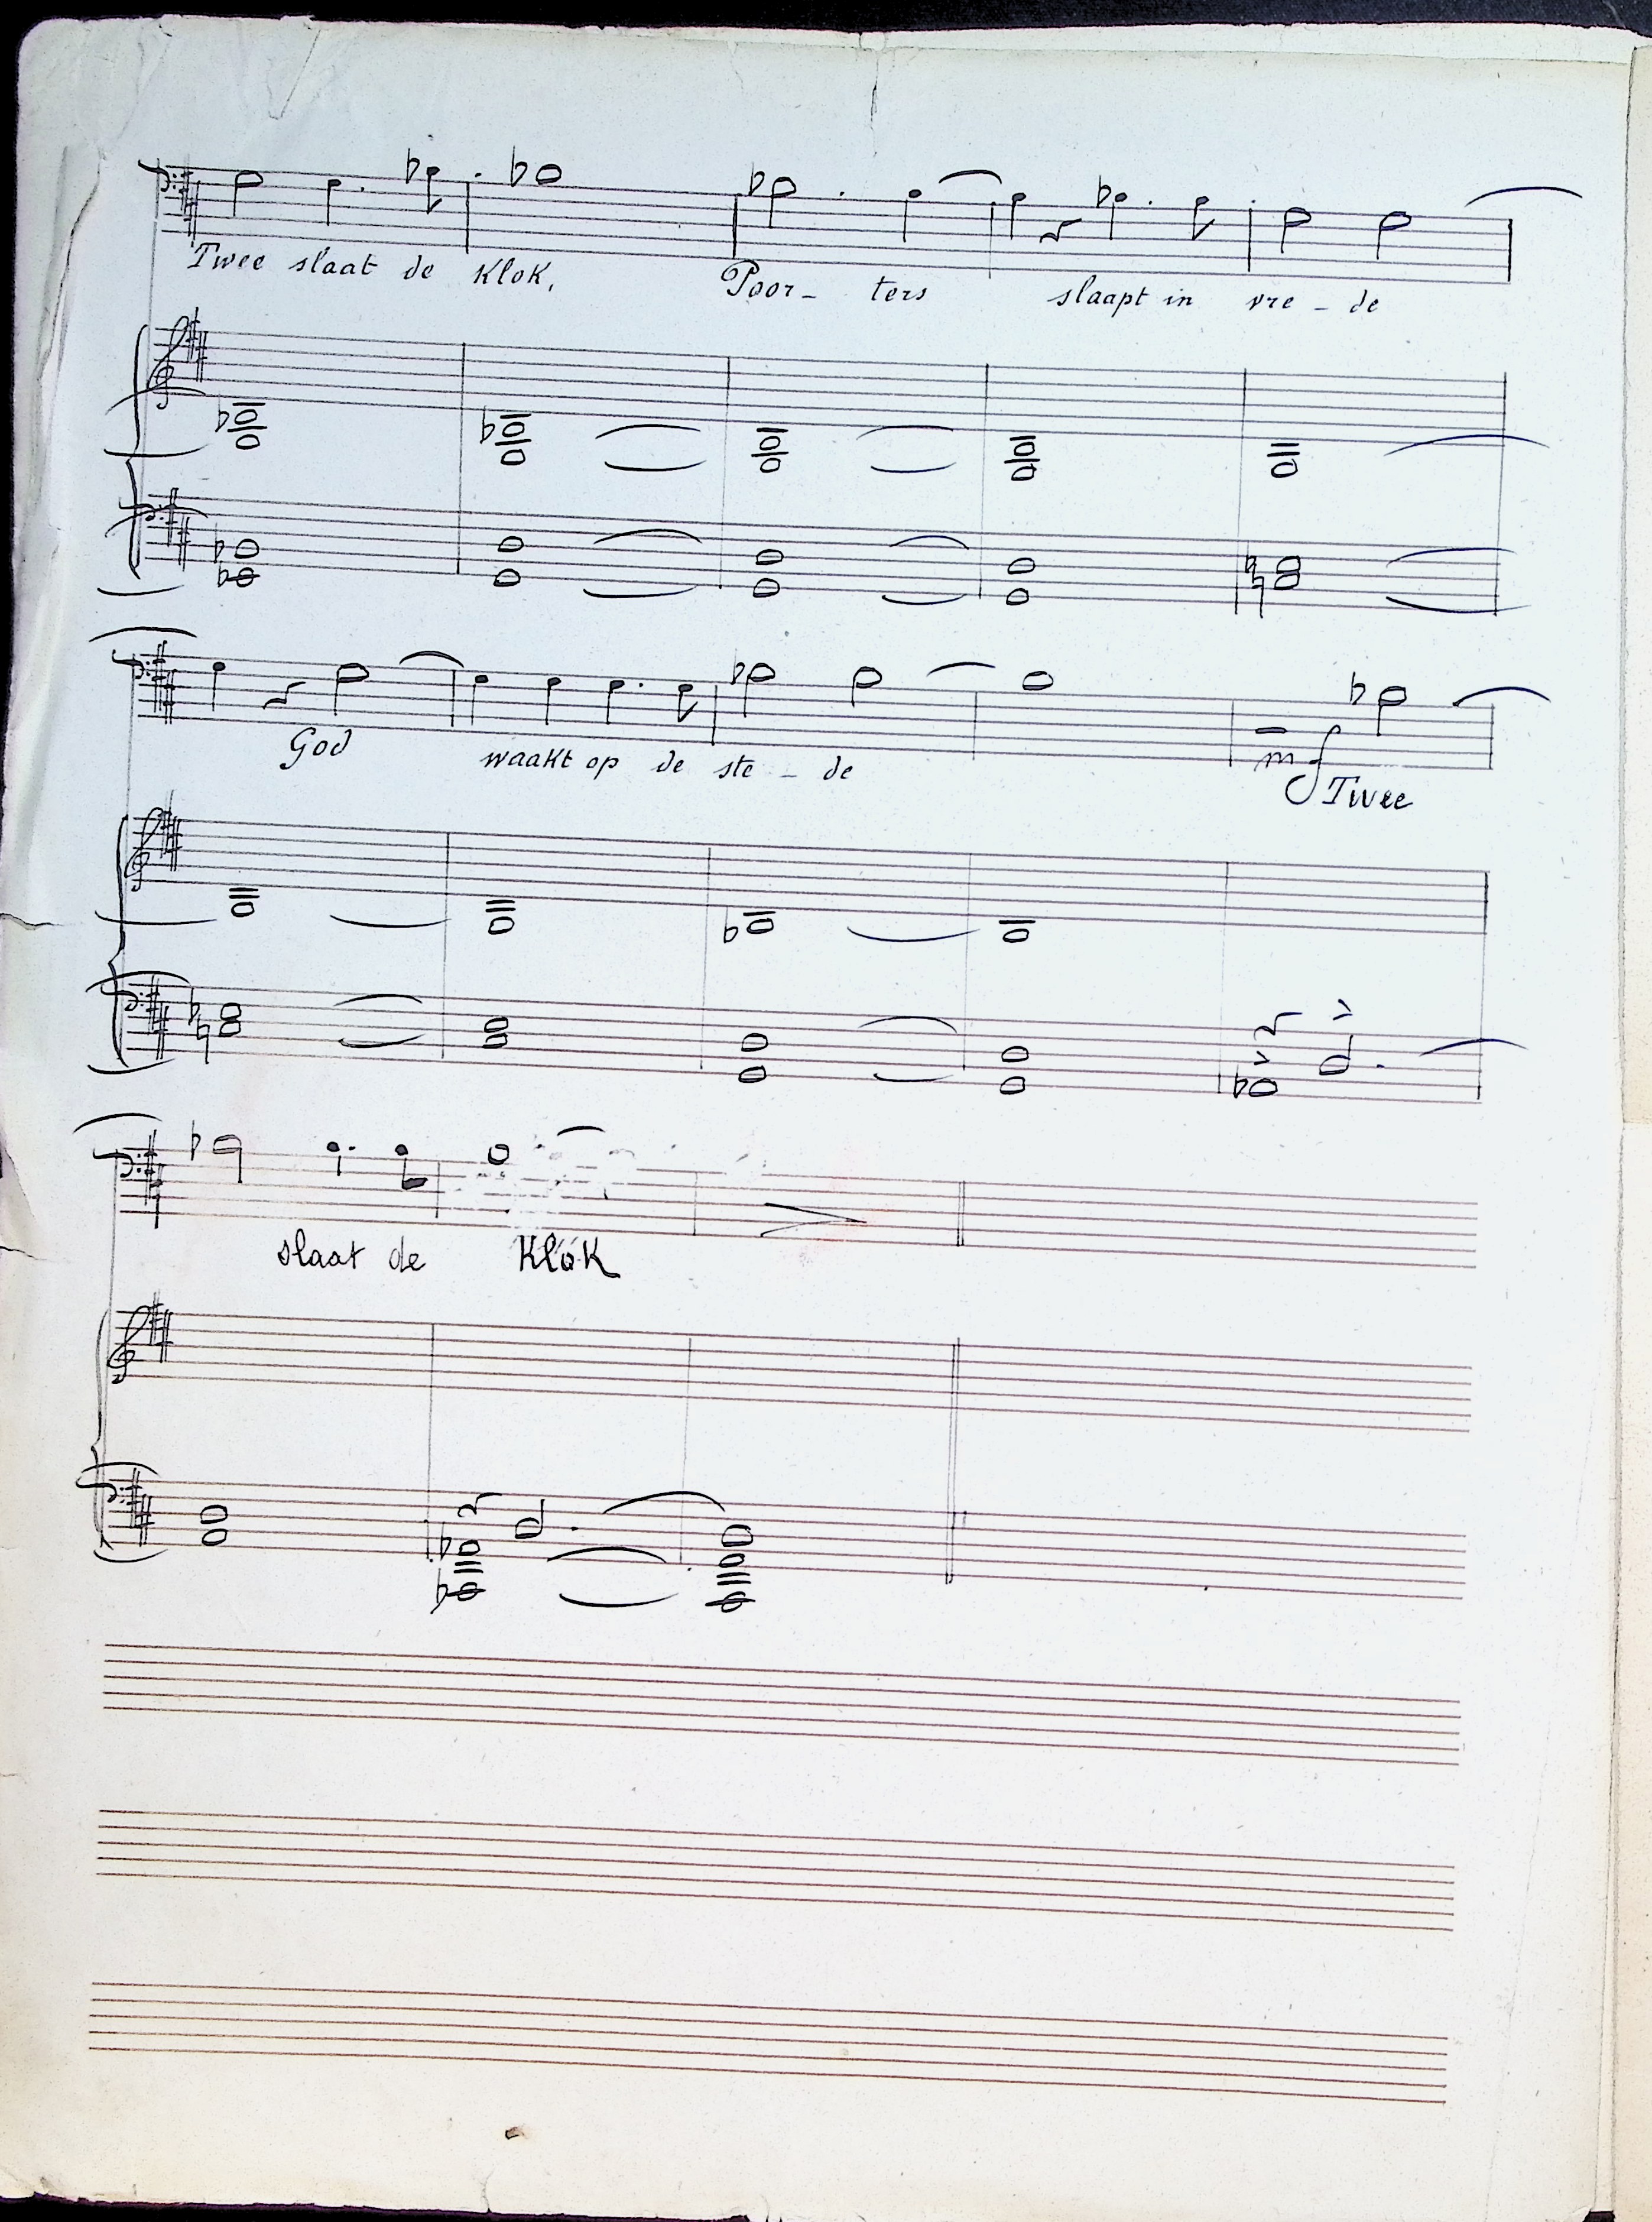 Twee slaat de klok, Poor- ters slaapt in vre - de
God waakt op de ste - de
mf Twee
slaat de Klok